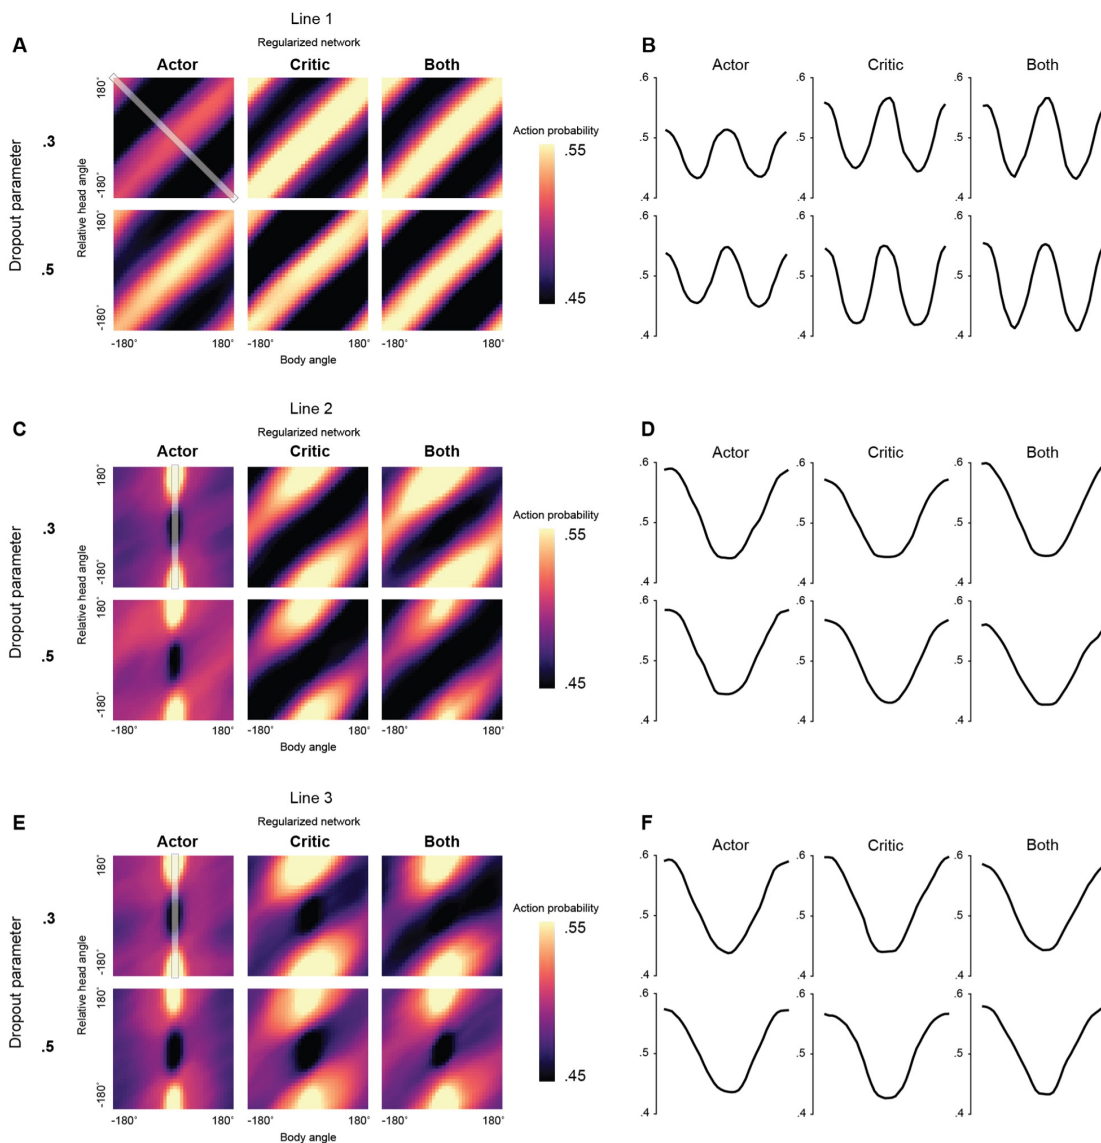 Line 1
A
Regularized network
B
Actor Critic Both
Actor Critic Both
Dropout parameter
.3
.5
Relative head angle
180° -180°
180° -180°
-180° 180° -180° 180° -180° 180°
Body angle
Action probability
.55
.45
.6 .5 .4 .6 .5 .4 .6 .5 .4
.6 .5 .4 .6 .5 .4 .6 .5 .4
Line 2
C
Regularized network
D
Actor Critic Both
Actor Critic Both
Dropout parameter
.3
.5
Relative head angle
180° -180°
180° -180°
-180° 180° -180° 180° -180° 180°
Body angle
Action probability
.55
.45
.6 .5 .4 .6 .5 .4 .6 .5 .4
.6 .5 .4 .6 .5 .4 .6 .5 .4
Line 3
E
Regularized network
F
Actor Critic Both
Actor Critic Both
Dropout parameter
.3
.5
Relative head angle
180° -180°
180° -180°
-180° 180° -180° 180° -180° 180°
Body angle
Action probability
.55
.45
.6 .5 .4 .6 .5 .4 .6 .5 .4
.6 .5 .4 .6 .5 .4 .6 .5 .4